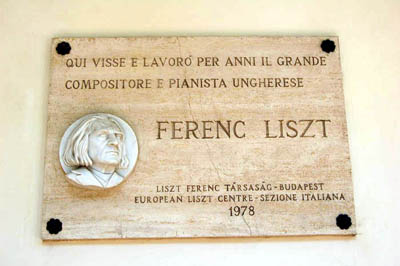 QUI VISSE E LAVORÒ PER ANNI IL GRANDE
COMPOSITORE E PIANISTA UNGHERESE
FERENC LISZT
LISZT FERENC TÁRSASÁG - BUDAPEST
EUROPEAN LISZT CENTRE - SEZIONE ITALIANA
1978